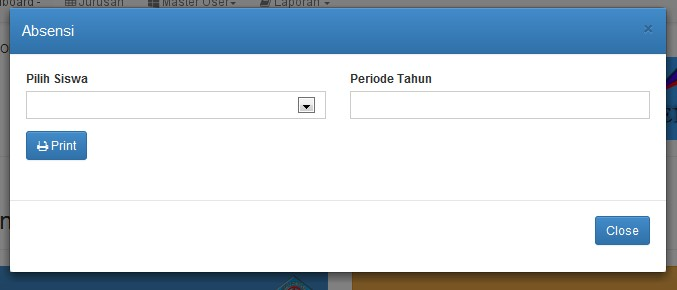 Jurusan Master User Laporan
Absensi ×
Pilih Siswa Periode Tahun
Print
Close